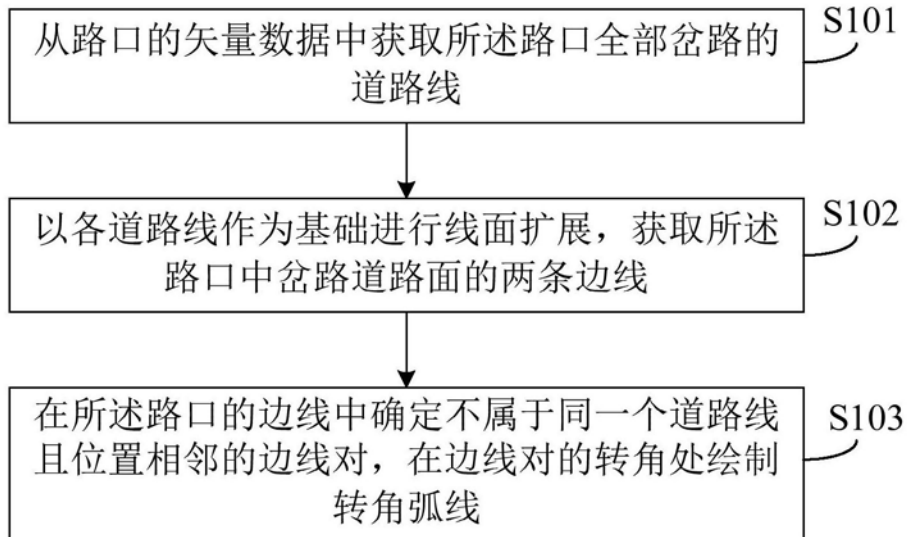 从路口的矢量数据中获取所述路口全部岔路的
道路线
S101
以各道路线作为基础进行线面扩展，获取所述
路口中岔路道路面的两条边线
S102
在所述路口的边线中确定不属于同一个道路线
且位置相邻的边线对，在边线对的转角处绘制
转角弧线
S103